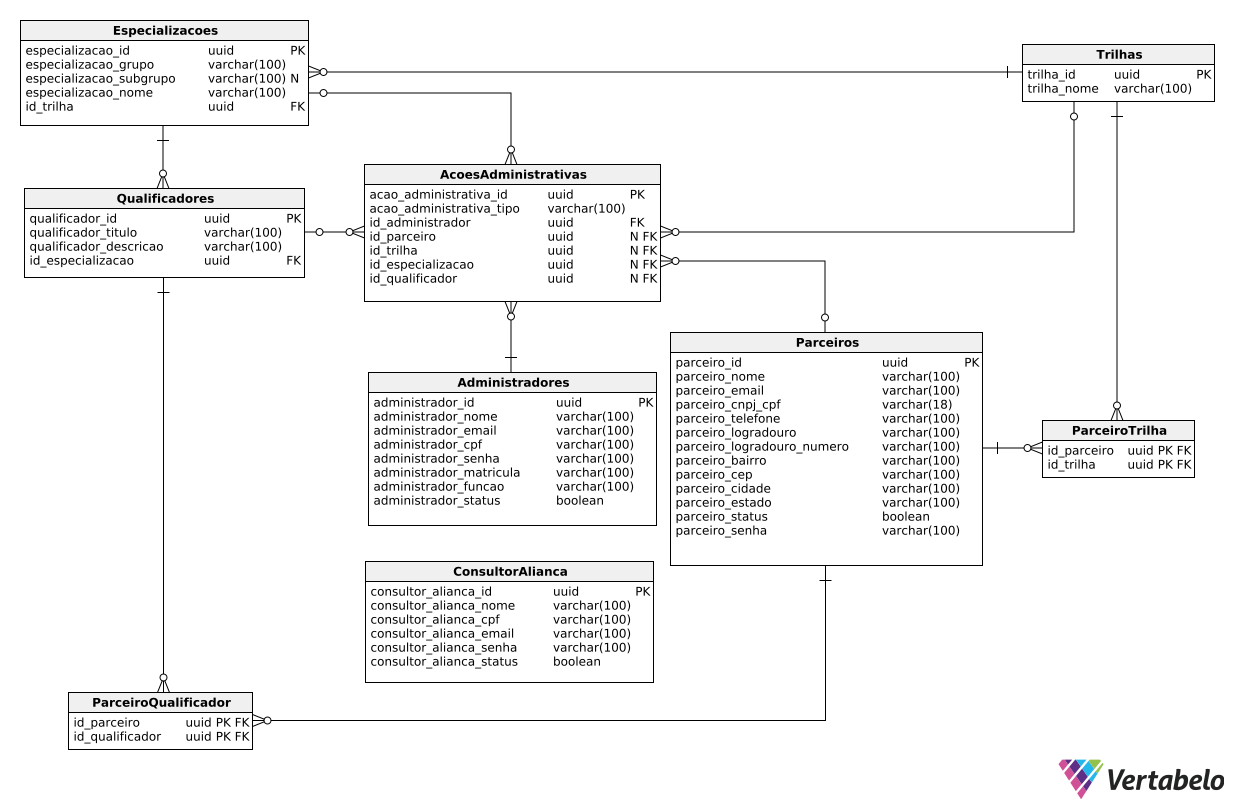 Especializacoes
especializacao_id uuid PK
especializacao_grupo varchar(100)
especializacao_subgrupo varchar(100) N
especializacao_nome varchar(100)
id_trilha uuid FK
Trilhas
trilha_id uuid PK
trilha_nome varchar(100)
Qualificadores
qualificador_id uuid PK
qualificador_titulo varchar(100)
qualificador_descricao varchar(100)
id_especializacao uuid FK
AcoesAdministrativas
acao_administrativa_id uuid PK
acao_administrativa_tipo varchar(100)
id_administrador uuid FK
id_parceiro uuid N FK
id_trilha uuid N FK
id_especializacao uuid N FK
id_qualificador uuid N FK
Administradores
administrador_id uuid PK
administrador_nome varchar(100)
administrador_email varchar(100)
administrador_cpf varchar(100)
administrador_senha varchar(100)
administrador_matricula varchar(100)
administrador_funcao varchar(100)
administrador_status boolean
Parceiros
parceiro_id uuid PK
parceiro_nome varchar(100)
parceiro_email varchar(100)
parceiro_cnpj_cpf varchar(18)
parceiro_telefone varchar(100)
parceiro_logradouro varchar(100)
parceiro_logradouro_numero varchar(100)
parceiro_bairro varchar(100)
parceiro_cep varchar(100)
parceiro_cidade varchar(100)
parceiro_estado varchar(100)
parceiro_status boolean
parceiro_senha varchar(100)
ParceiroTrilha
id_parceiro uuid PK FK
id_trilha uuid PK FK
ConsultorAlianca
consultor_alianca_id uuid PK
consultor_alianca_nome varchar(100)
consultor_alianca_cpf varchar(100)
consultor_alianca_email varchar(100)
consultor_alianca_senha varchar(100)
consultor_alianca_status boolean
ParceiroQualificador
id_parceiro uuid PK FK
id_qualificador uuid PK FK
Vertabelo